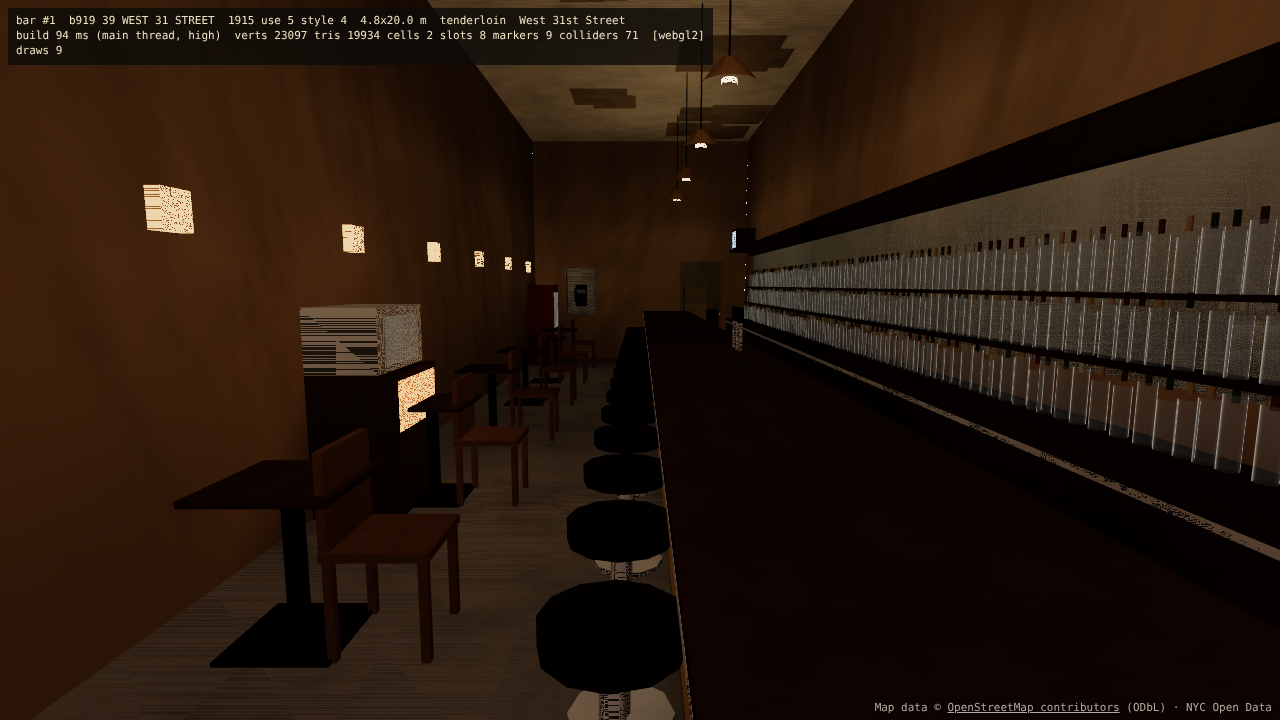 bar #1  b919 39 WEST 31 STREET  1915 use 5 style 4  4.8x20.0 m  tenderloin  West 31st Street
build 94 ms (main thread, high)  verts 23097 tris 19934 cells 2 slots 8 markers 9 colliders 71  [webgl2]
draws 9
Map data © OpenStreetMap contributors (ODbL) · NYC Open Data